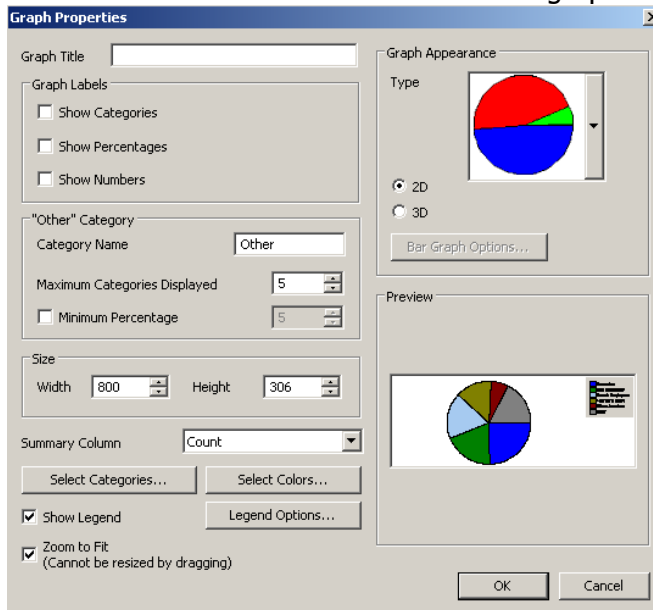 Graph Properties
Graph Title
Graph Labels
Show Categories
Show Percentages
Show Numbers
"Other" Category
Category Name Other
Maximum Categories Displayed 5
Minimum Percentage 5
Size
Width 800 Height 306
Summary Column Count
Select Categories... Select Colors...
Show Legend Legend Options...
Zoom to Fit
(Cannot be resized by dragging)
Graph Appearance
Type
2D
3D
Bar Graph Options...
Preview
OK Cancel